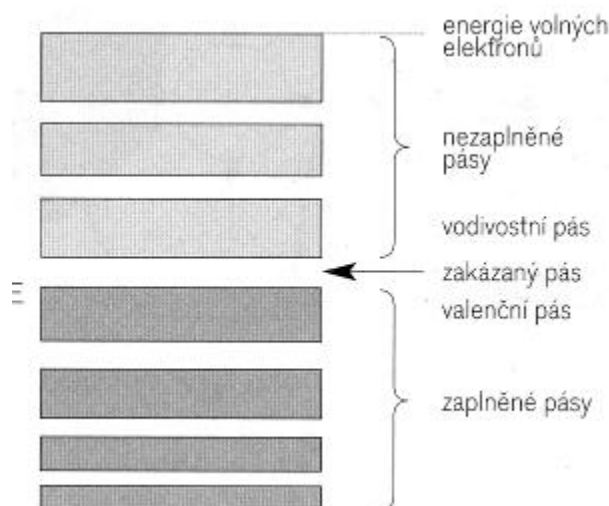 energie volných
elektronů
nezaplněné
pásy
vodivostní pás
zakázaný pás
valenční pás
zaplněné pásy